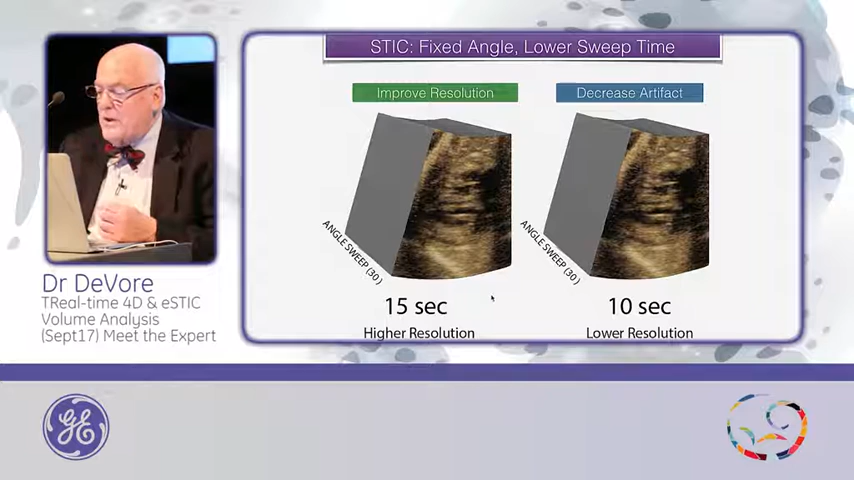 STIC: Fixed Angle, Lower Sweep Time
Improve Resolution
Decrease Artifact
ANGLE SWEEP (30 )
ANGLE SWEEP (30 )
15 sec
10 sec
Higher Resolution
Lower Resolution
Dr DeVore
TReal-time 4D & eSTIC
Volume Analysis
(Sept17) Meet the Expert
GE